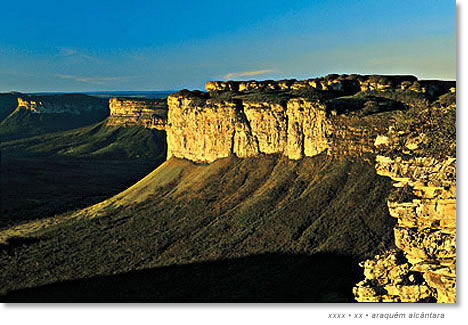 xxxx • xx • araquém alcântara